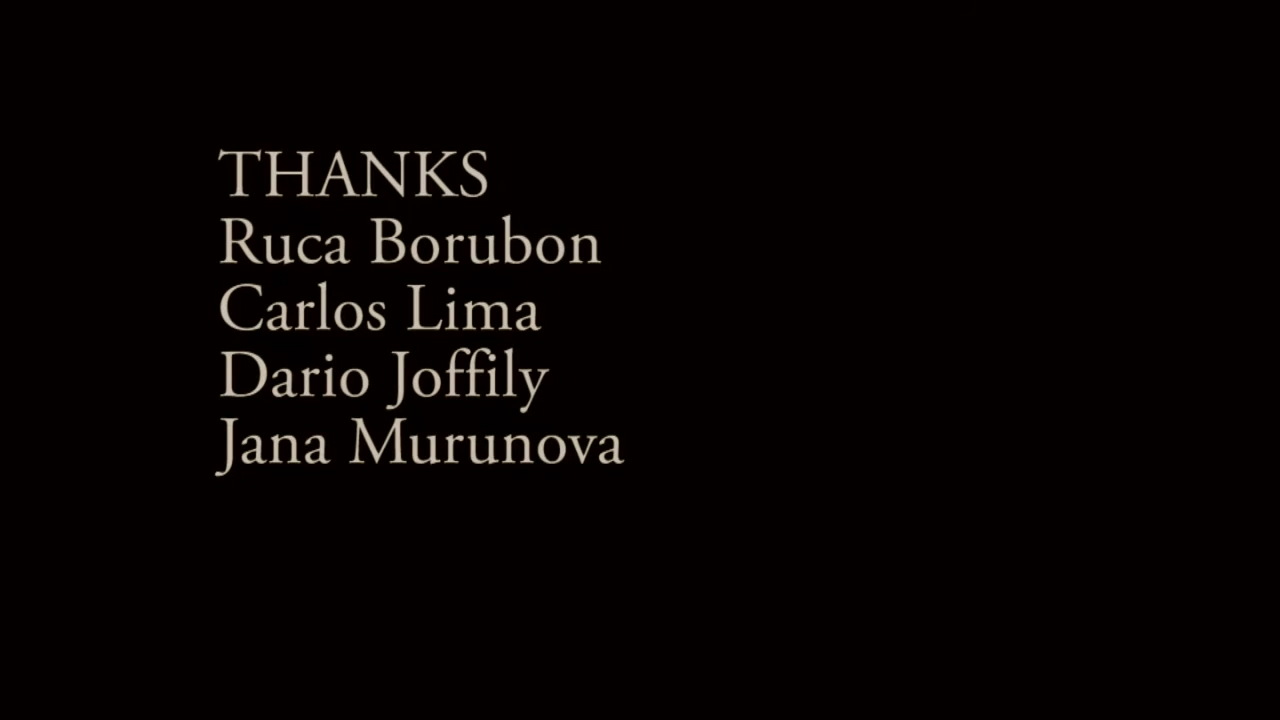 THANKS
Ruca Borubon
Carlos Lima
Dario Joffily
Jana Murunova